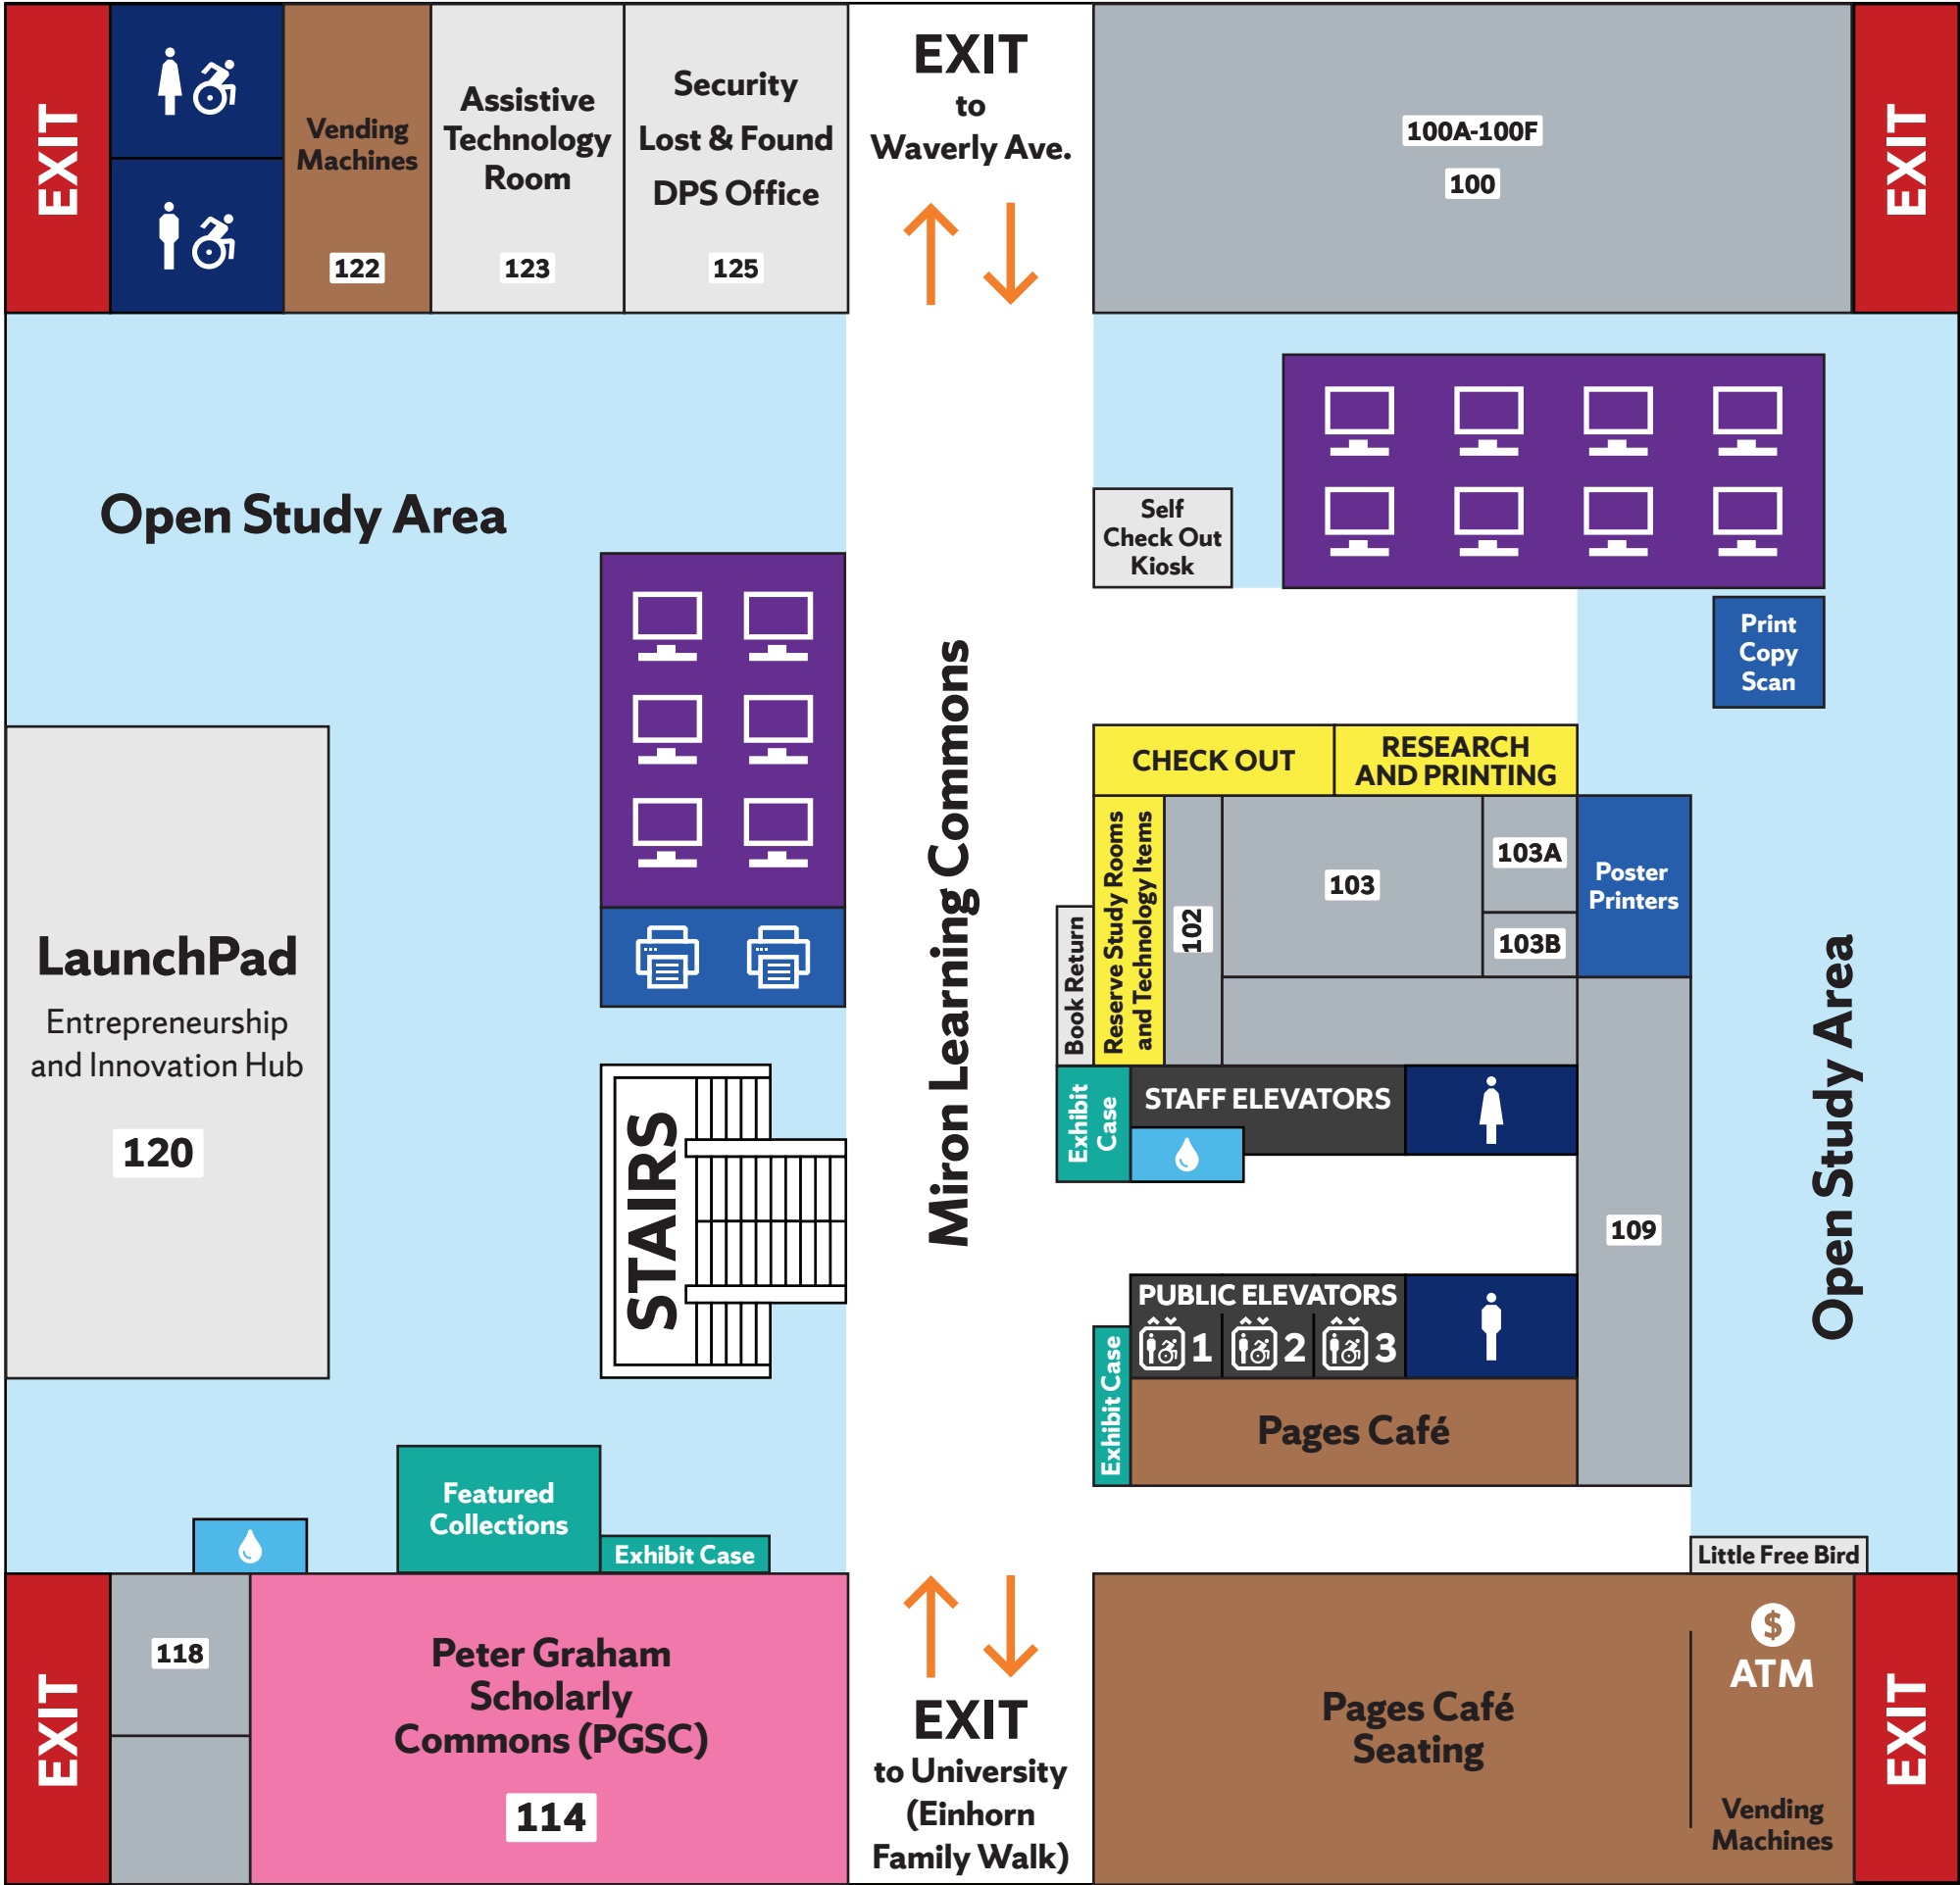 EXIT
Vending
Machines
122
Assistive
Technology
Room
123
Security
Lost & Found
DPS Office
125
EXIT
to
Waverly Ave.
100A-100F
100
EXIT
Open Study Area
Self
Check Out
Kiosk
Print
Copy
Scan
LaunchPad
Entrepreneurship
and Innovation Hub
120
STAIRS
Miron Learning Commons
CHECK OUT
RESEARCH
AND PRINTING
Book Return
Reserve Study Rooms
and Technology Items
102
103
103A
103B
Poster
Printers
Exhibit
Case
STAFF ELEVATORS
109
Open Study Area
PUBLIC ELEVATORS
1
2
3
Exhibit Case
Pages Café
Featured
Collections
Exhibit Case
Little Free Bird
EXIT
118
Peter Graham
Scholarly
Commons (PGSC)
114
EXIT
to University
(Einhorn
Family Walk)
Pages Café
Seating
$
ATM
Vending
Machines
EXIT